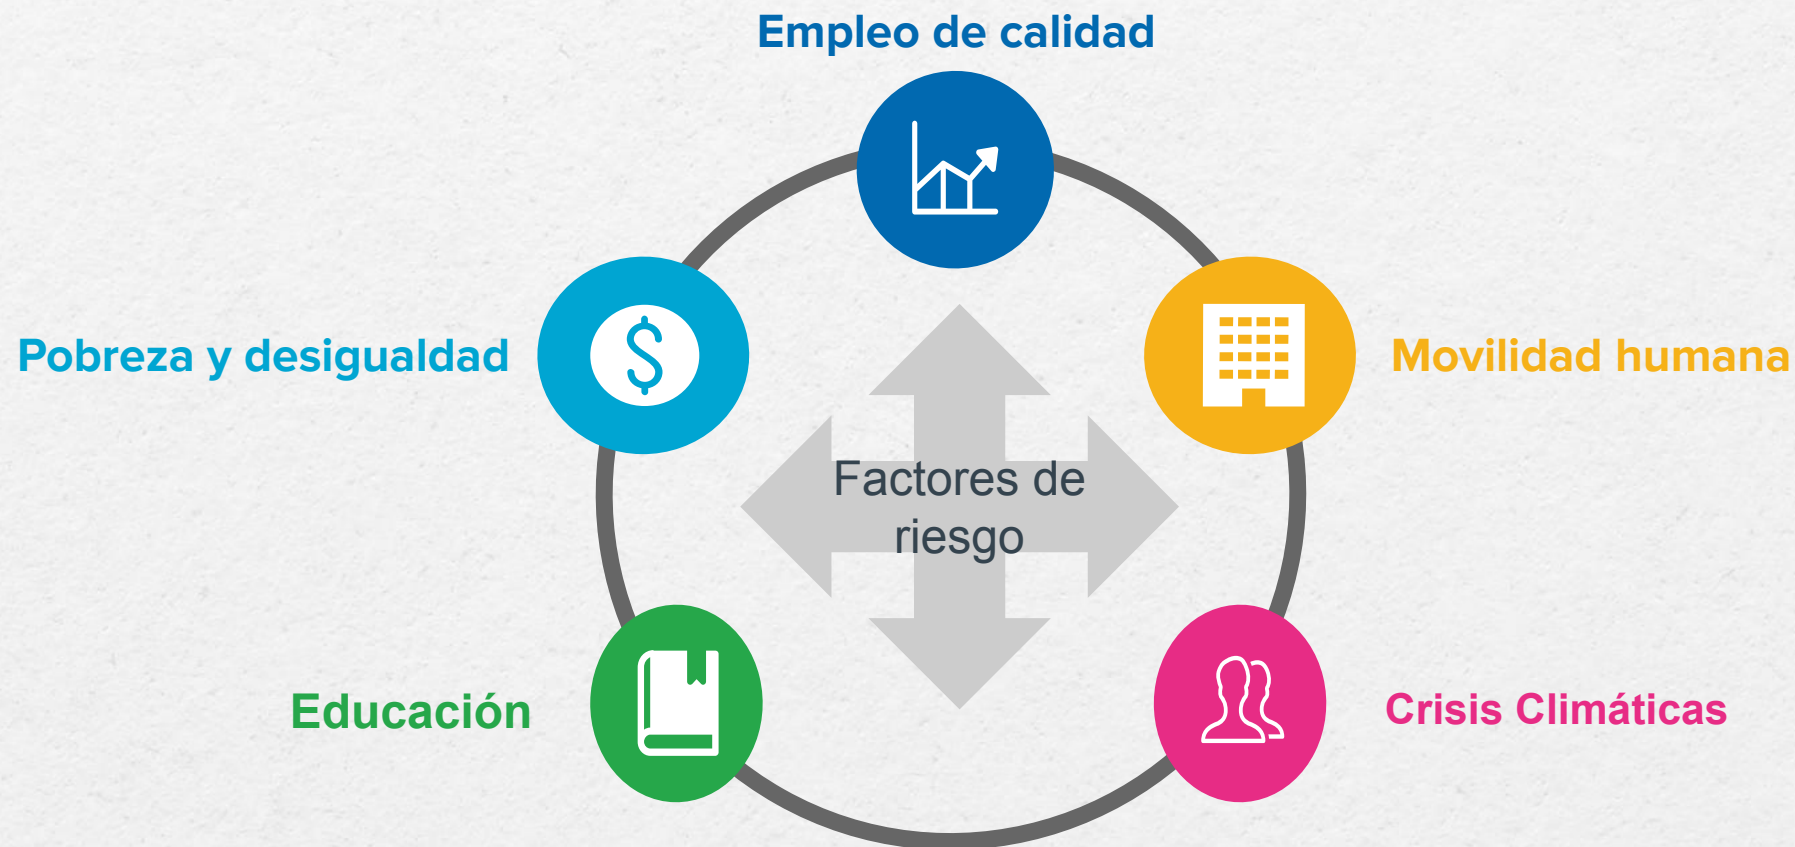 Empleo de calidad
Pobreza y desigualdad
Movilidad humana
Factores de
riesgo
Educación
Crisis Climáticas